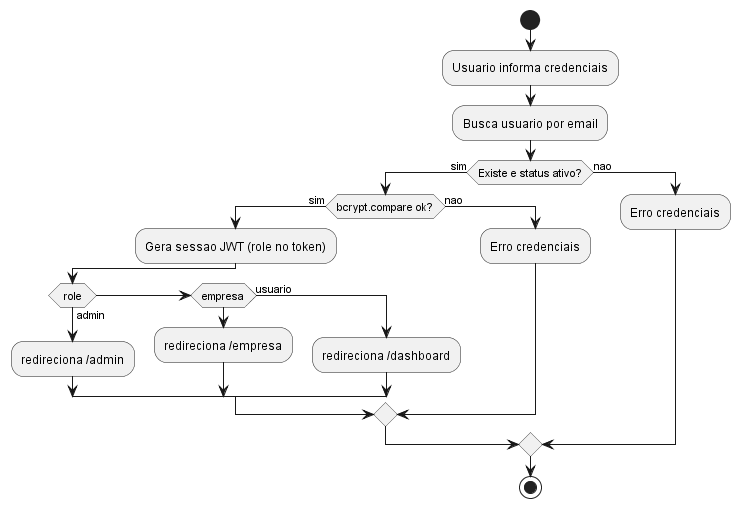 Usuario informa credenciais
Busca usuario por email
sim
Existe e status ativo?
nao
sim
bcrypt.compare ok?
nao
Erro credenciais
Gera sessao JWT (role no token)
Erro credenciais
role
empresa
usuario
admin
redireciona /admin
redireciona /empresa
redireciona /dashboard